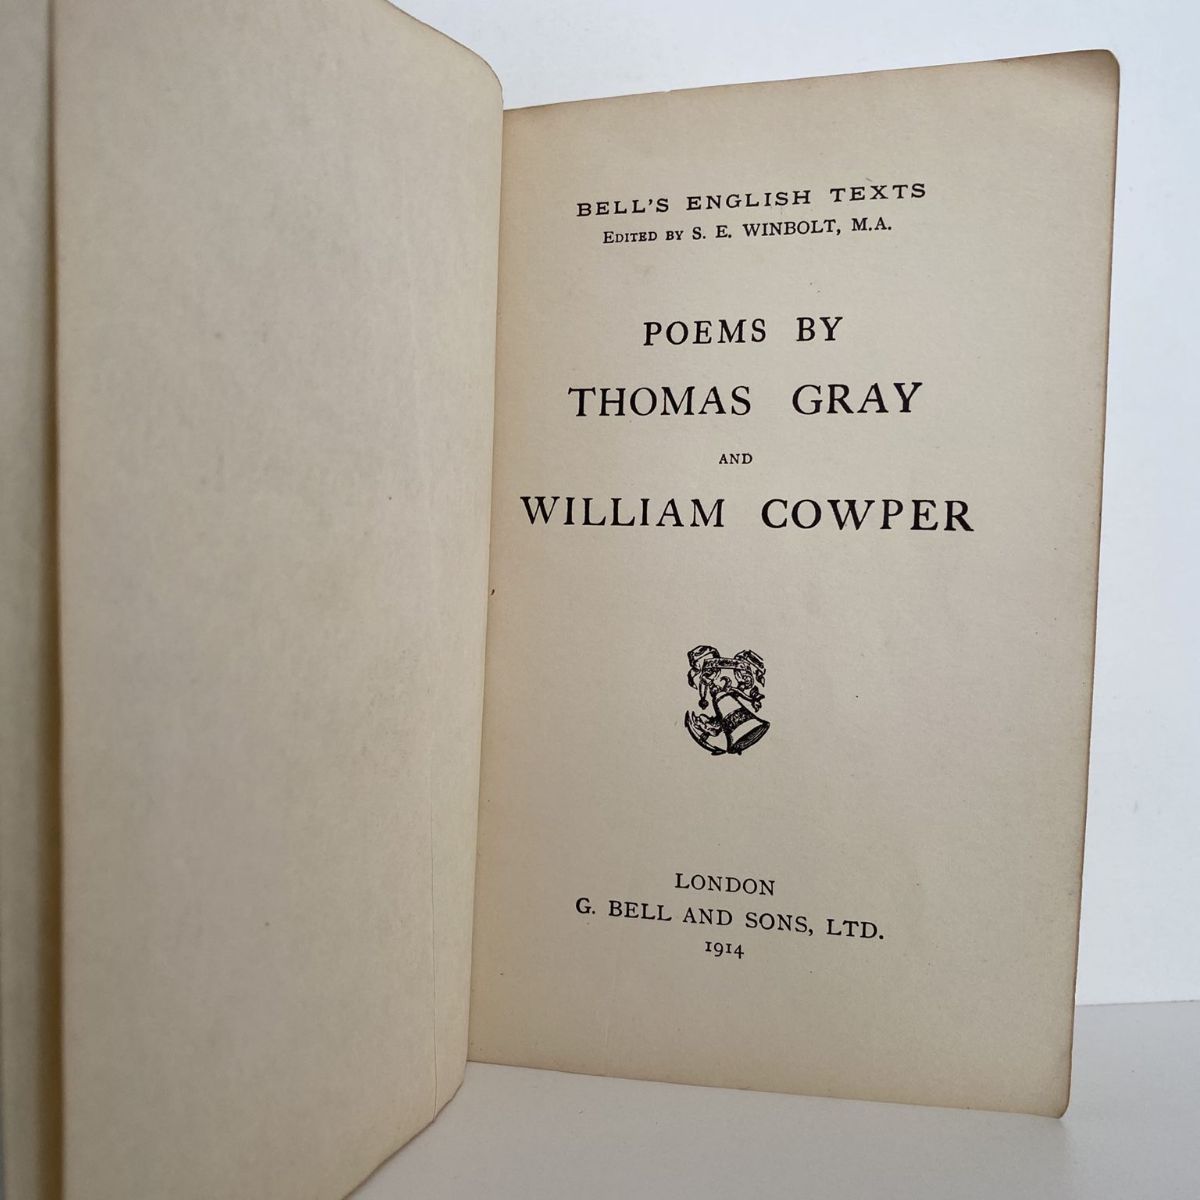 BELL'S ENGLISH TEXTS
EDITED BY S. E. WINBOLT, M.A.
POEMS BY
THOMAS GRAY
AND
WILLIAM COWPER
LONDON
G. BELL AND SONS, LTD.
1914